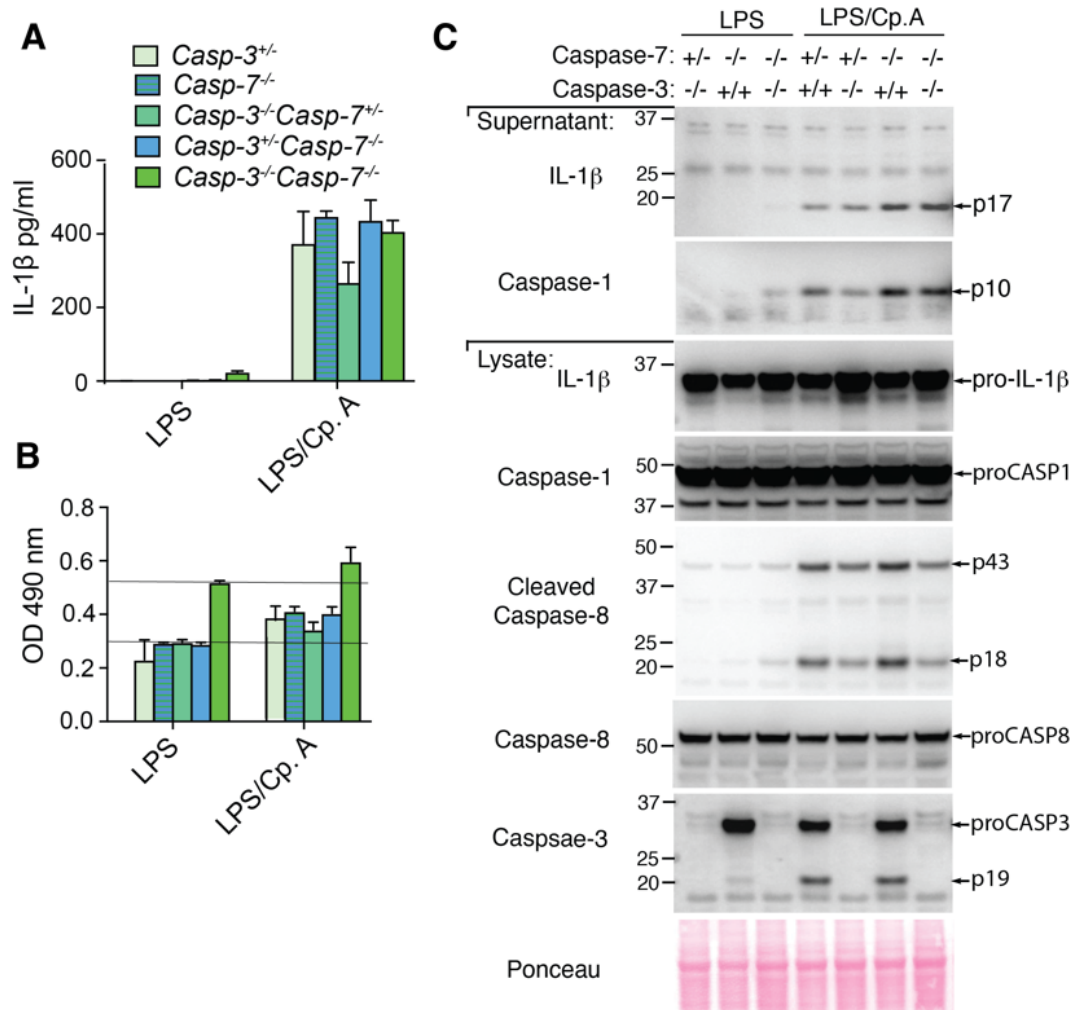 A
Casp-3+/-
Casp-7-/-
Casp-3-/-Casp-7+/-
Casp-3+/-Casp-7-/-
Casp-3-/-Casp-7-/-
IL-1β pg/ml
600
400
200
0
LPS
LPS/Cp. A
B
OD 490 nm
0.8
0.6
0.4
0.2
0.0
LPS
LPS/Cp. A
C
LPS LPS/Cp.A
Caspase-7: +/- -/- -/- +/- +/- -/- -/-
Caspase-3: -/- +/+ -/- +/+ -/- +/+ -/-
Supernatant: 37
IL-1β 25
20 p17
Caspase-1 p10
Lysate: 37
IL-1β pro-IL-1β
Caspase-1 50 proCASP1
37
50 p43
Cleaved 37
Caspase-8 25
20 p18
Caspase-8 50 proCASP8
37 proCASP3
Caspsae-3 25
20 p19
Ponceau